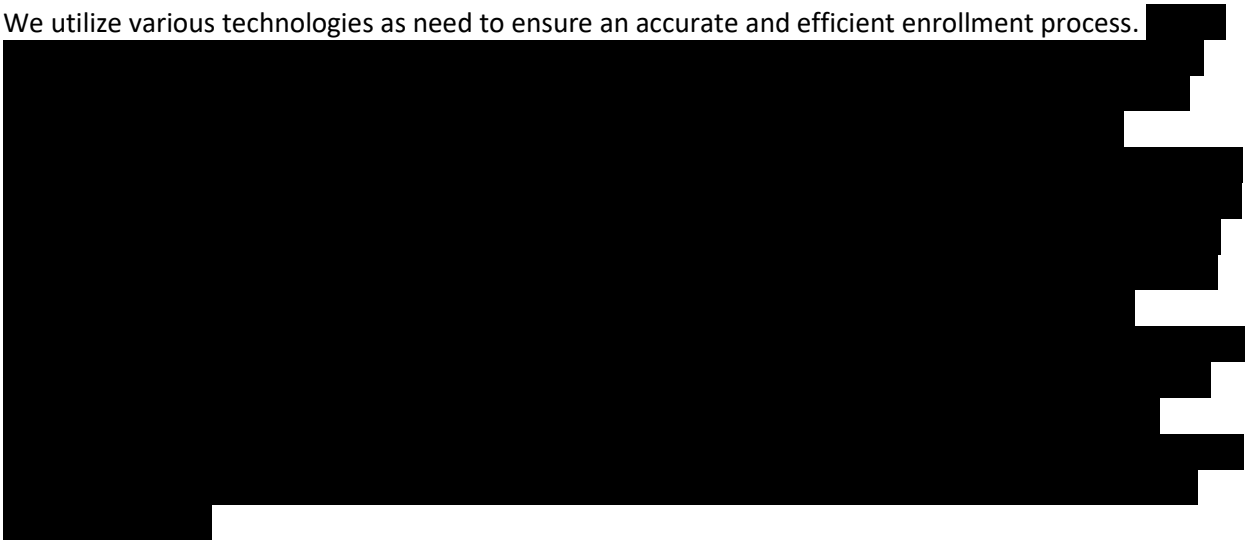 We utilize various technologies as need to ensure an accurate and efficient enrollment process.